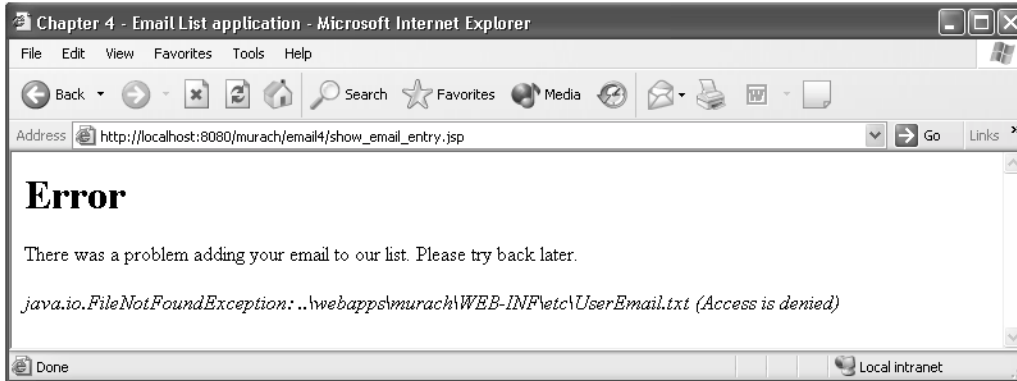 Chapter 4 - Email List application - Microsoft Internet Explorer
File Edit View Favorites Tools Help
Back Search Favorites Media W
Address http://localhost:8080/murach/email4/show_email_entry.jsp Go Links »
Error
There was a problem adding your email to our list. Please try back later.
java.io.FileNotFoundException: ..\webapps\murach\WEB-INF\etc\UserEmail.txt (Access is denied)
Done Local intranet